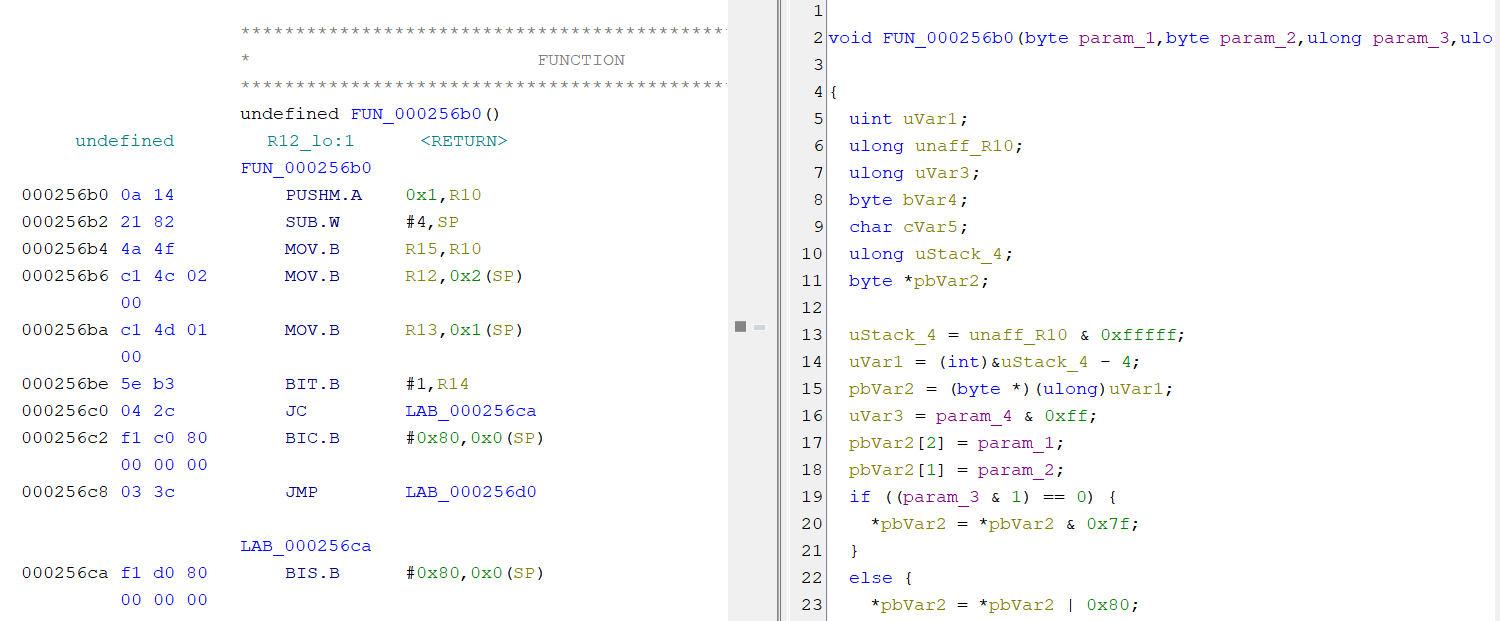 *********************************************
* FUNCTION
*********************************************
undefined FUN_000256b0()
undefined R12_lo:1 <RETURN>
FUN_000256b0
000256b0 0a 14 PUSHM.A 0x1,R10
000256b2 21 82 SUB.W #4,SP
000256b4 4a 4f MOV.B R15,R10
000256b6 c1 4c 02 MOV.B R12,0x2(SP)
00
000256ba c1 4d 01 MOV.B R13,0x1(SP)
00
000256be 5e b3 BIT.B #1,R14
000256c0 04 2c JC LAB_000256ca
000256c2 f1 c0 80 BIC.B #0x80,0x0(SP)
00 00 00
000256c8 03 3c JMP LAB_000256d0
LAB_000256ca
000256ca f1 d0 80 BIS.B #0x80,0x0(SP)
00 00 00
1
2 void FUN_000256b0(byte param_1,byte param_2,ulong param_3,ulo
3
4 {
5 uint uVar1;
6 ulong unaff_R10;
7 ulong uVar3;
8 byte bVar4;
9 char cVar5;
10 ulong uStack_4;
11 byte *pbVar2;
12
13 uStack_4 = unaff_R10 & 0xfffff;
14 uVar1 = (int)&uStack_4 - 4;
15 pbVar2 = (byte *)(ulong)uVar1;
16 uVar3 = param_4 & 0xff;
17 pbVar2[2] = param_1;
18 pbVar2[1] = param_2;
19 if ((param_3 & 1) == 0) {
20 *pbVar2 = *pbVar2 & 0x7f;
21 }
22 else {
23 *pbVar2 = *pbVar2 | 0x80;